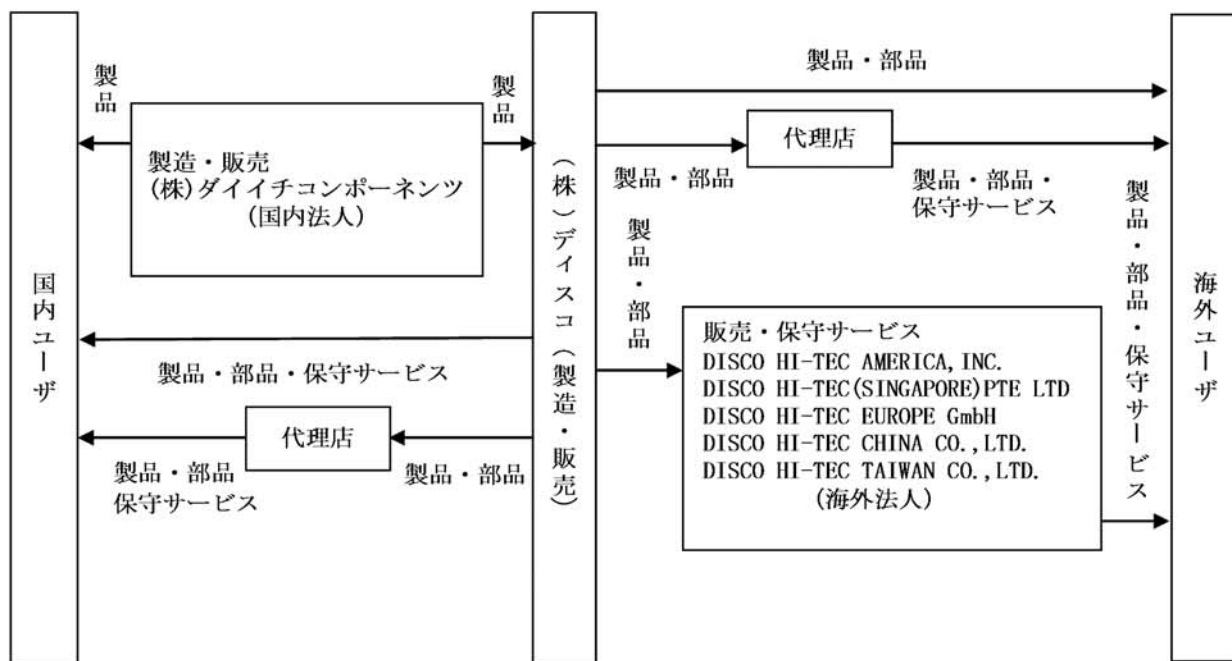 国内ユーザ
製品
製品
製造・販売
(株)ダイイチコンポーネンツ
(国内法人)
製品・部品・保守サービス
代理店
製品・部品
保守サービス
製品・部品
(株)ディスコ(製造・販売)
製品・部品
代理店
製品・部品
製品・部品・
保守サービス
製品・部品
販売・保守サービス
DISCO HI-TEC AMERICA,INC.
DISCO HI-TEC(SINGAPORE)PTE LTD
DISCO HI-TEC EUROPE GmbH
DISCO HI-TEC CHINA CO.,LTD.
DISCO HI-TEC TAIWAN CO.,LTD.
(海外法人)
製品・部品・保守サービス
海外ユーザ